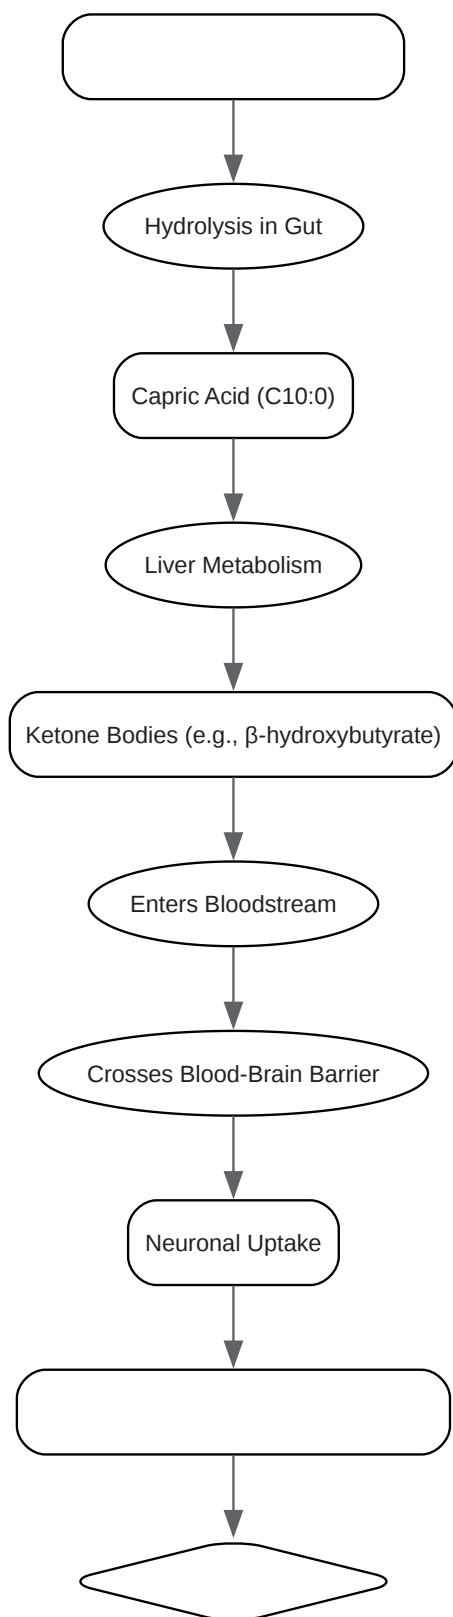 Hydrolysis in Gut
Capric Acid (C10:0)
Liver Metabolism
Ketone Bodies (e.g., β-hydroxybutyrate)
Enters Bloodstream
Crosses Blood-Brain Barrier
Neuronal Uptake